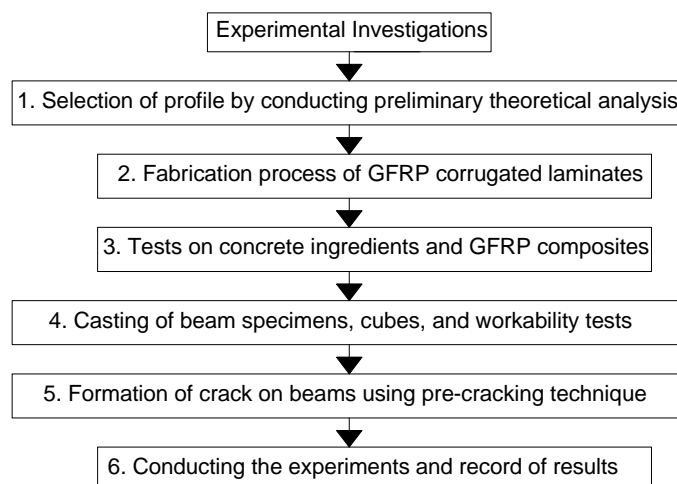 Experimental Investigations
1. Selection of profile by conducting preliminary theoretical analysis
2. Fabrication process of GFRP corrugated laminates
3. Tests on concrete ingredients and GFRP composites
4. Casting of beam specimens, cubes, and workability tests
5. Formation of crack on beams using pre-cracking technique
6. Conducting the experiments and record of results